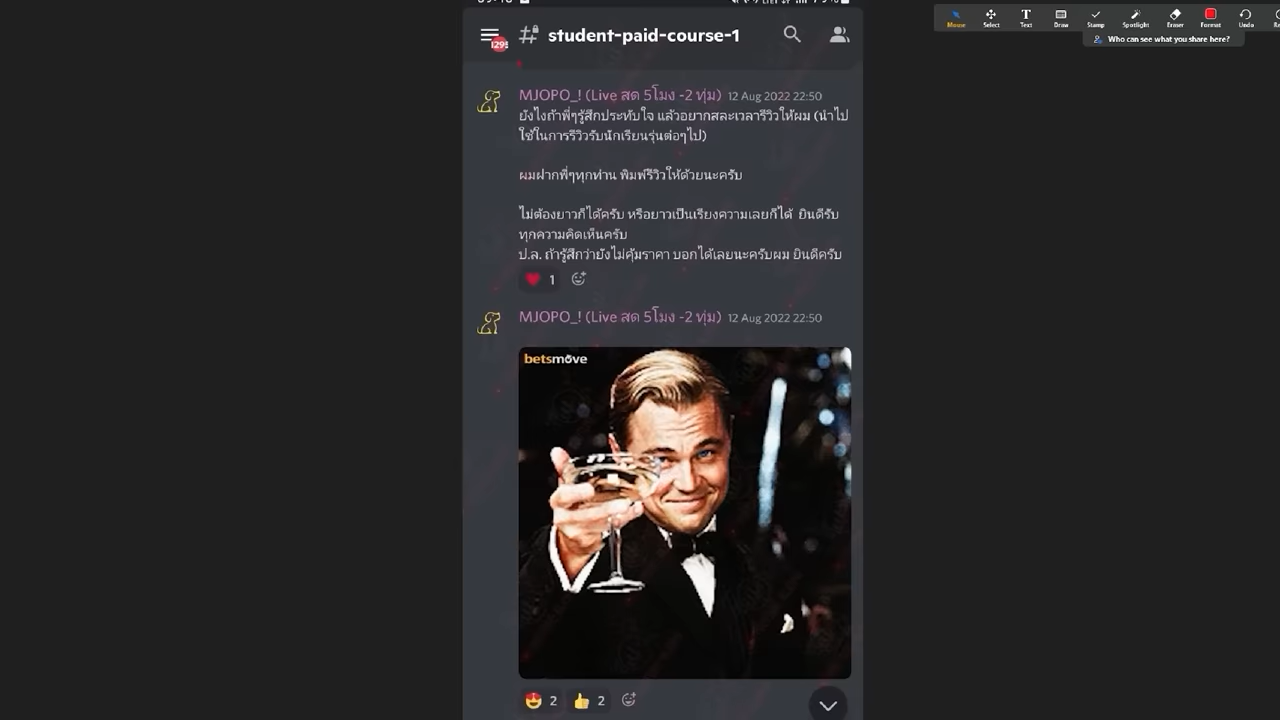 Mouse Select Text Draw Stamp Spotlight Eraser Format Undo
Who can see what you share here?
student-paid-course-1
MJOPO_! (Live สด 5โมง -2 ทุ่ม) 12 Aug 2022 22:50
ยังไงถ้าพี่ๆรู้สึกประทับใจ แล้วอยากสละเวลารีวิวให้ผม (นำไป
ใช้ในการรีวิวรับนักเรียนรุ่นต่อๆไป)
ผมฝากพี่ๆทุกท่าน พิมพ์รีวิวให้ด้วยนะครับ
ไม่ต้องยาวก็ได้ครับ หรือยาวเป็นเรียงความเลยก็ได้ ยินดีรับ
ทุกความคิดเห็นครับ
ป.ล. ถ้ารู้สึกว่ายังไม่คุ้มราคา บอกได้เลยนะครับผม ยินดีครับ
1
MJOPO_! (Live สด 5โมง -2 ทุ่ม) 12 Aug 2022 22:50
betsmove
2 2